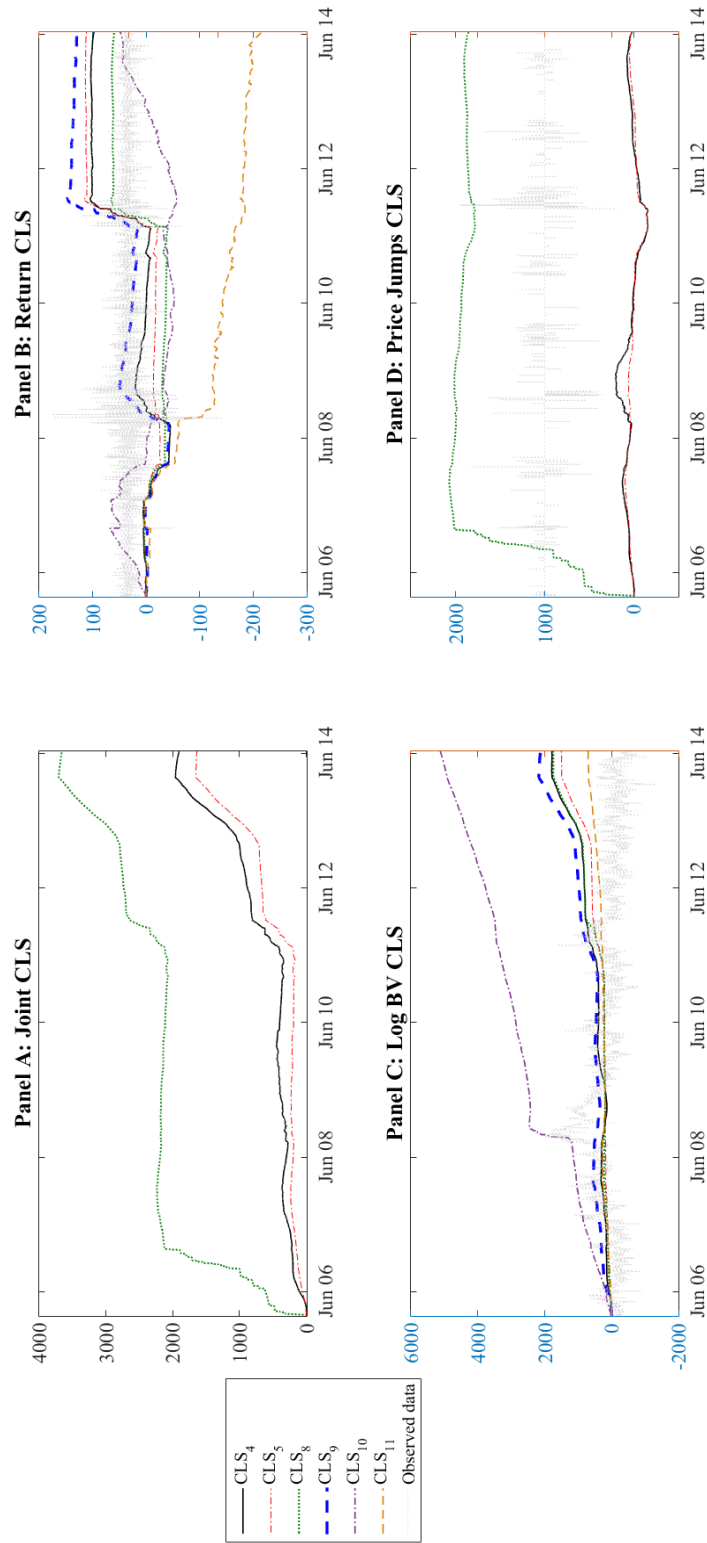 CLS4
CLS5
CLS8
CLS9
CLS10
CLS11
Observed data
Panel A: Joint CLS
4000
3000
2000
1000
0
Jun 06
Jun 08
Jun 10
Jun 12
Jun 14
Panel B: Return CLS
200
100
0
-100
-200
-300
Jun 06
Jun 08
Jun 10
Jun 12
Jun 14
Panel C: Log BV CLS
6000
4000
2000
0
-2000
Jun 06
Jun 08
Jun 10
Jun 12
Jun 14
Panel D: Price Jumps CLS
2000
1000
0
Jun 06
Jun 08
Jun 10
Jun 12
Jun 14